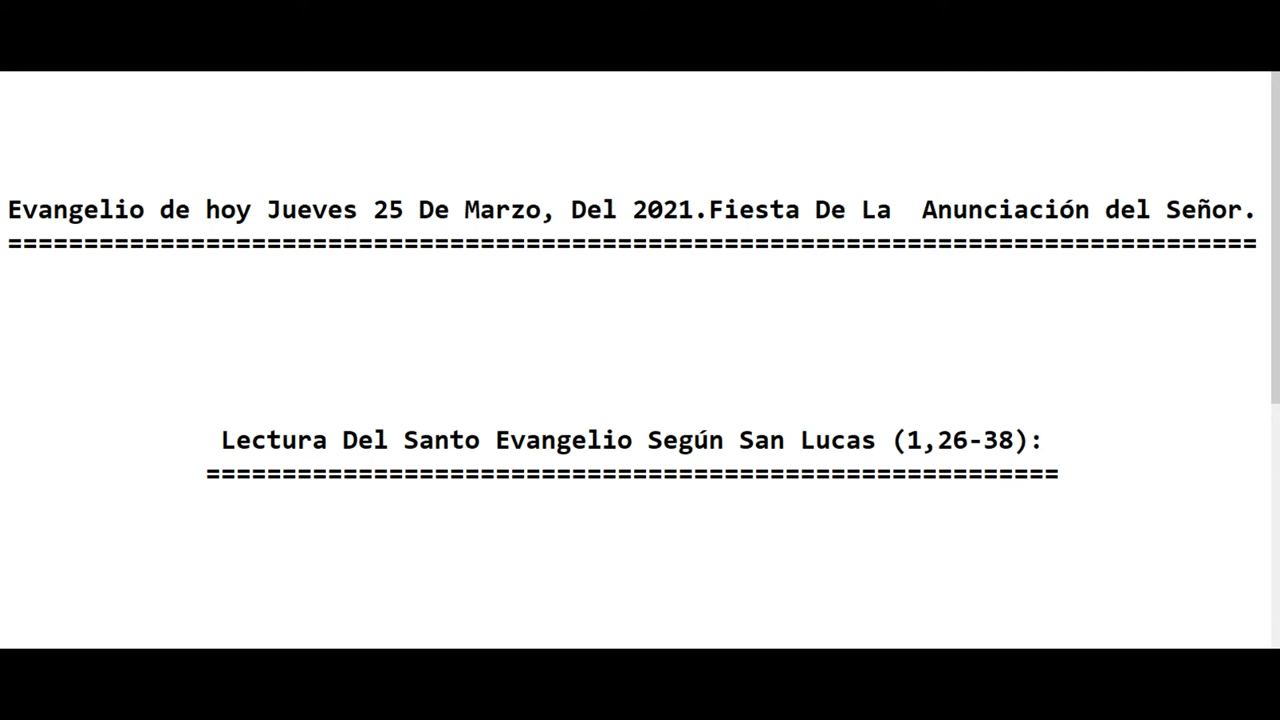 Evangelio de hoy Jueves 25 De Marzo, Del 2021.Fiesta De La  Anunciación del Señor.
==================================================================================
Lectura Del Santo Evangelio Según San Lucas (1,26-38):
========================================================